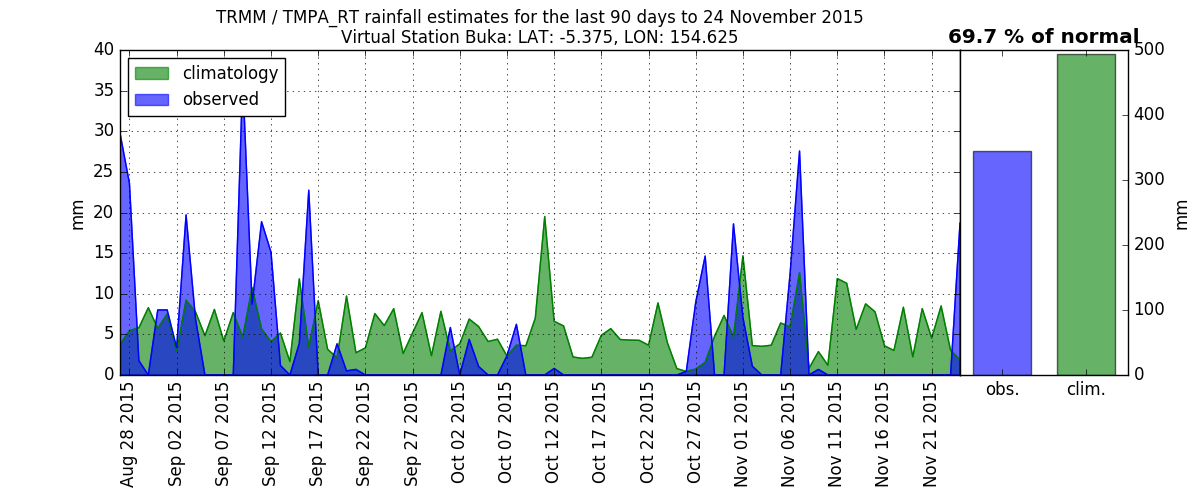 TRMM / TMPA_RT rainfall estimates for the last 90 days to 24 November 2015
Virtual Station Buka: LAT: -5.375, LON: 154.625
69.7 % of normal
climatology
observed
mm
40
35
30
25
20
15
10
5
0
Aug 28 2015
Sep 02 2015
Sep 07 2015
Sep 12 2015
Sep 17 2015
Sep 22 2015
Sep 27 2015
Oct 02 2015
Oct 07 2015
Oct 12 2015
Oct 17 2015
Oct 22 2015
Oct 27 2015
Nov 01 2015
Nov 06 2015
Nov 11 2015
Nov 16 2015
Nov 21 2015
obs.
clim.
500
400
300
200
100
0
mm